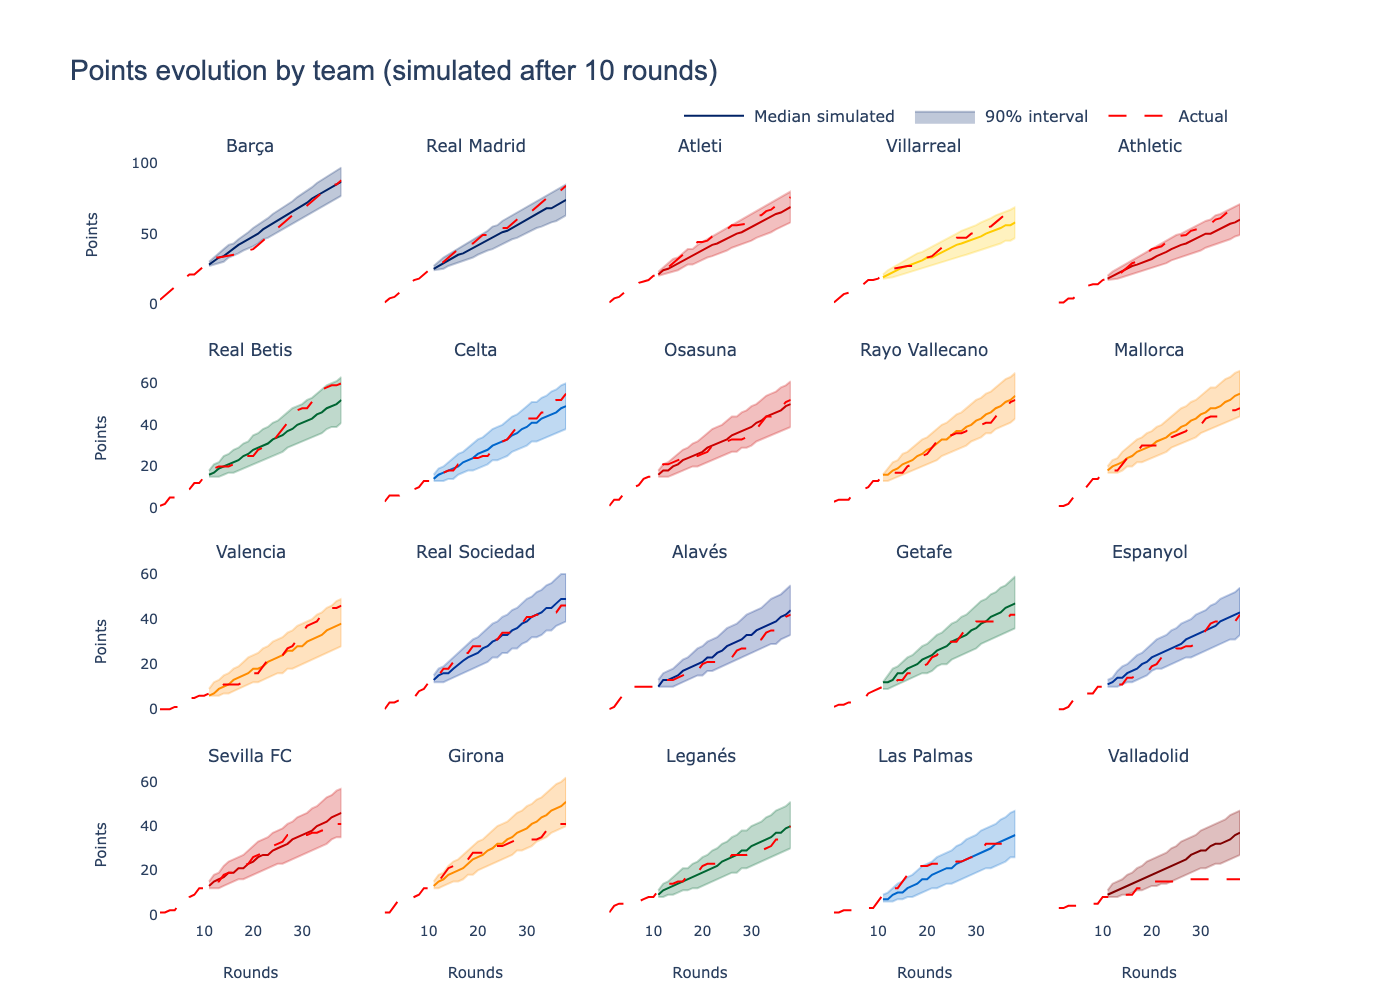 Points evolution by team (simulated after 10 rounds)
Median simulated 90% interval Actual
Barça Real Madrid Atleti Villarreal Athletic
100
50
0
Points
Real Betis Celta Osasuna Rayo Vallecano Mallorca
60
40
20
0
Points
Valencia Real Sociedad Alavés Getafe Espanyol
60
40
20
0
Points
Sevilla FC Girona Leganés Las Palmas Valladolid
60
40
20
0
Points
10 20 30 10 20 30 10 20 30 10 20 30 10 20 30
Rounds Rounds Rounds Rounds Rounds